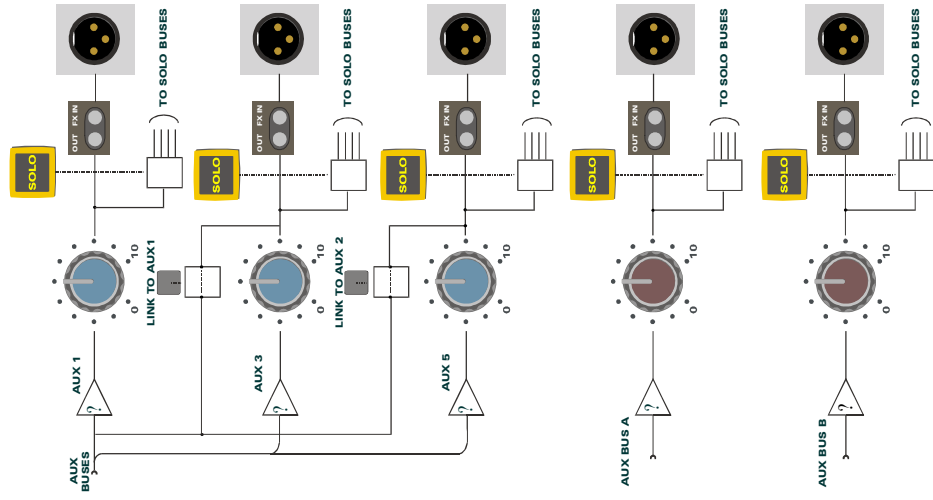 OUT FX IN
TO SOLO BUSES
SOLO
10
0
AUX 1
?
AUX
BUSES
OUT FX IN
TO SOLO BUSES
SOLO
LINK TO AUX1
10
0
AUX 3
?
OUT FX IN
TO SOLO BUSES
SOLO
LINK TO AUX 2
10
0
AUX 5
?
OUT FX IN
TO SOLO BUSES
SOLO
10
0
?
AUX BUS A
OUT FX IN
TO SOLO BUSES
SOLO
10
0
?
AUX BUS B